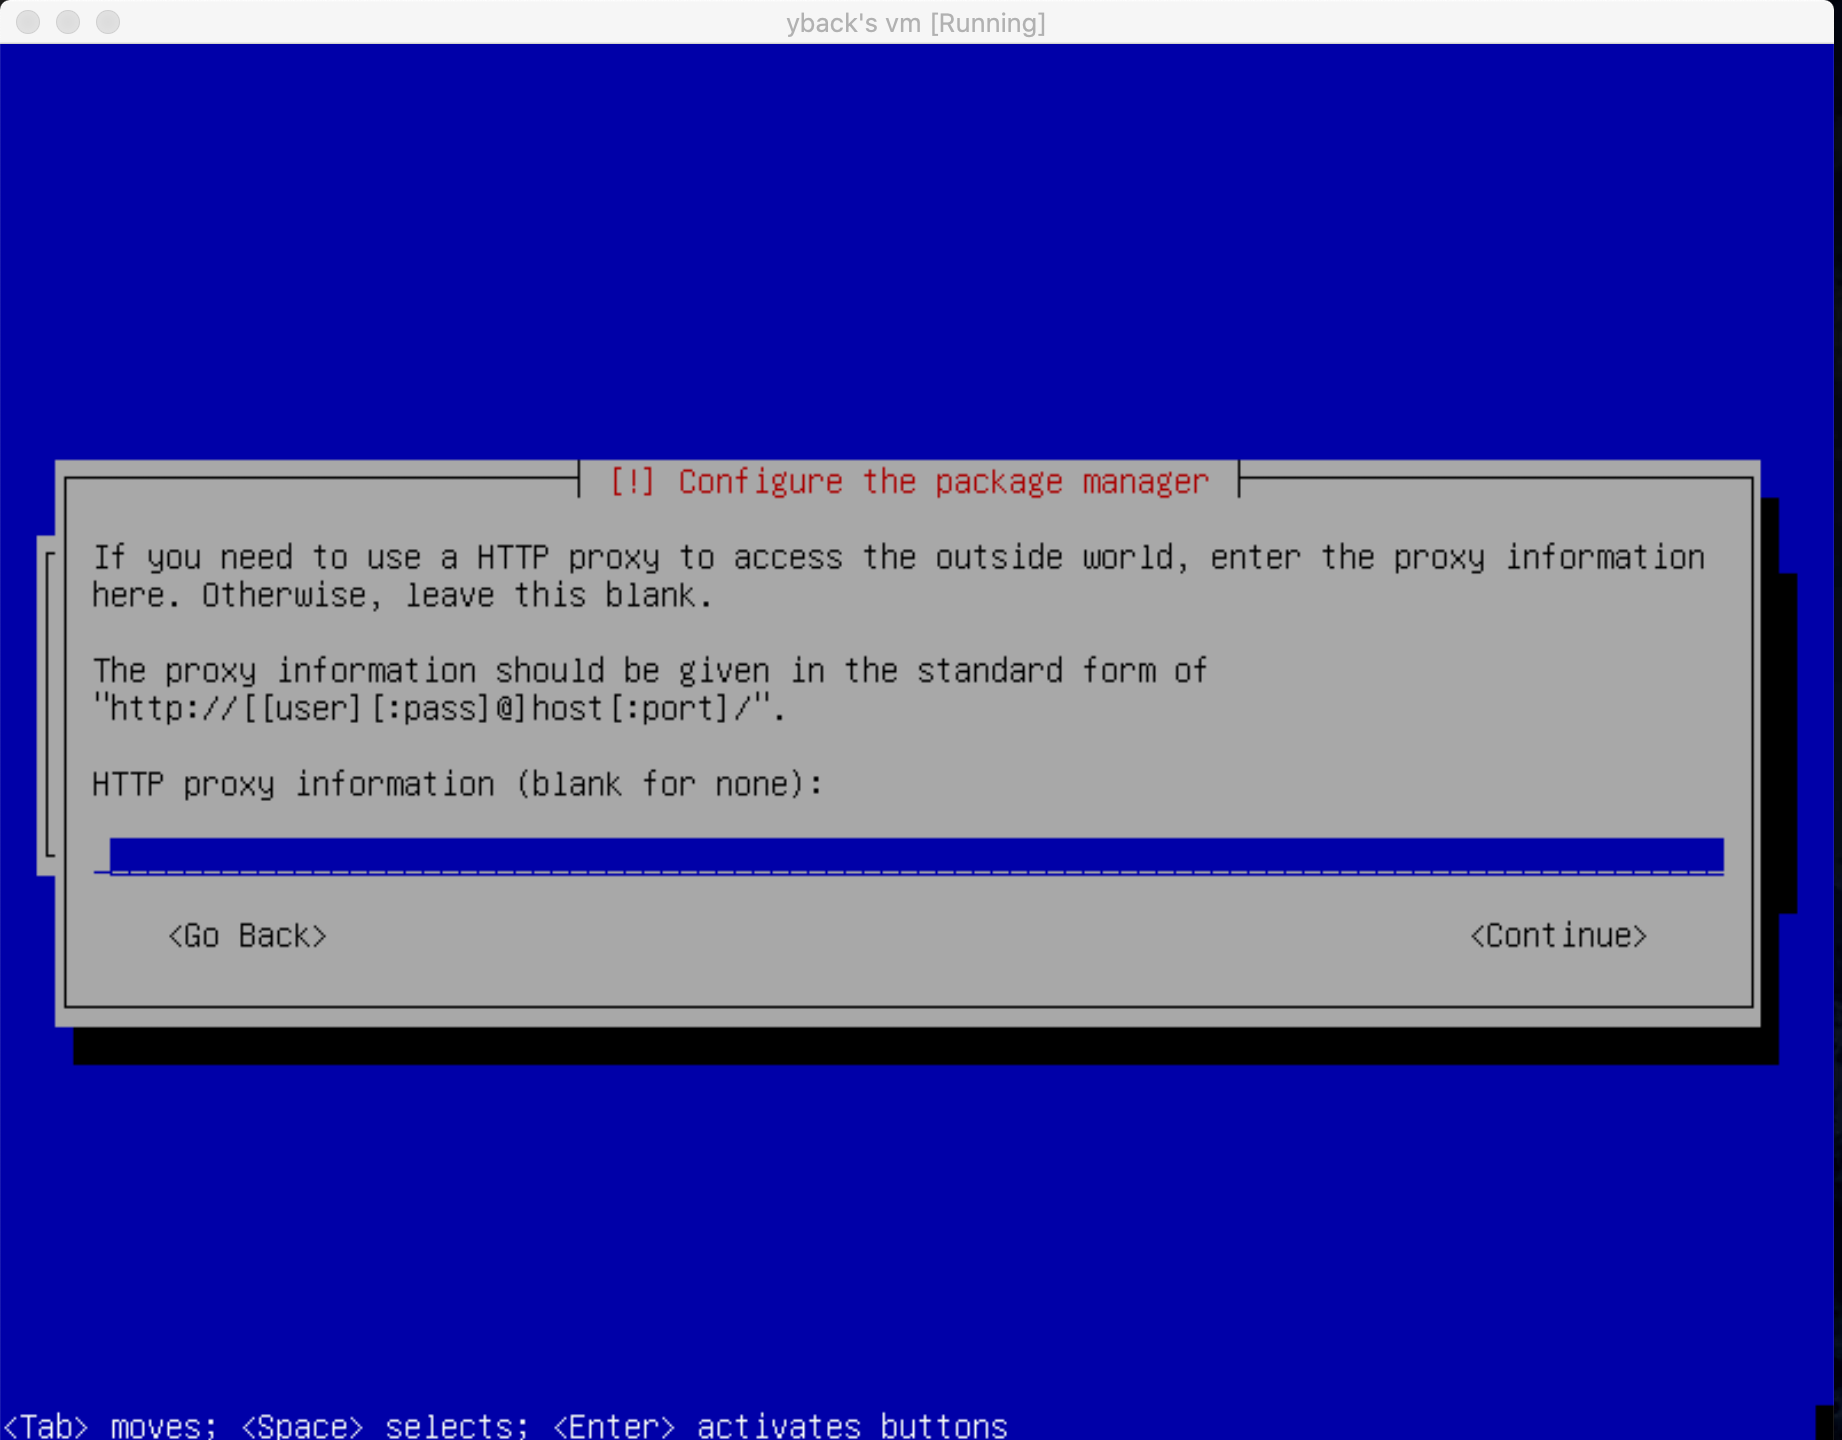 yback's vm [Running]
[!] Configure the package manager
If you need to use a HTTP proxy to access the outside world, enter the proxy information
here. Otherwise, leave this blank.
The proxy information should be given in the standard form of
"http://[[user][:pass]@]host[:port]/".
HTTP proxy information (blank for none):
<Go Back>
<Continue>
<Tab> moves; <Space> selects; <Enter> activates buttons